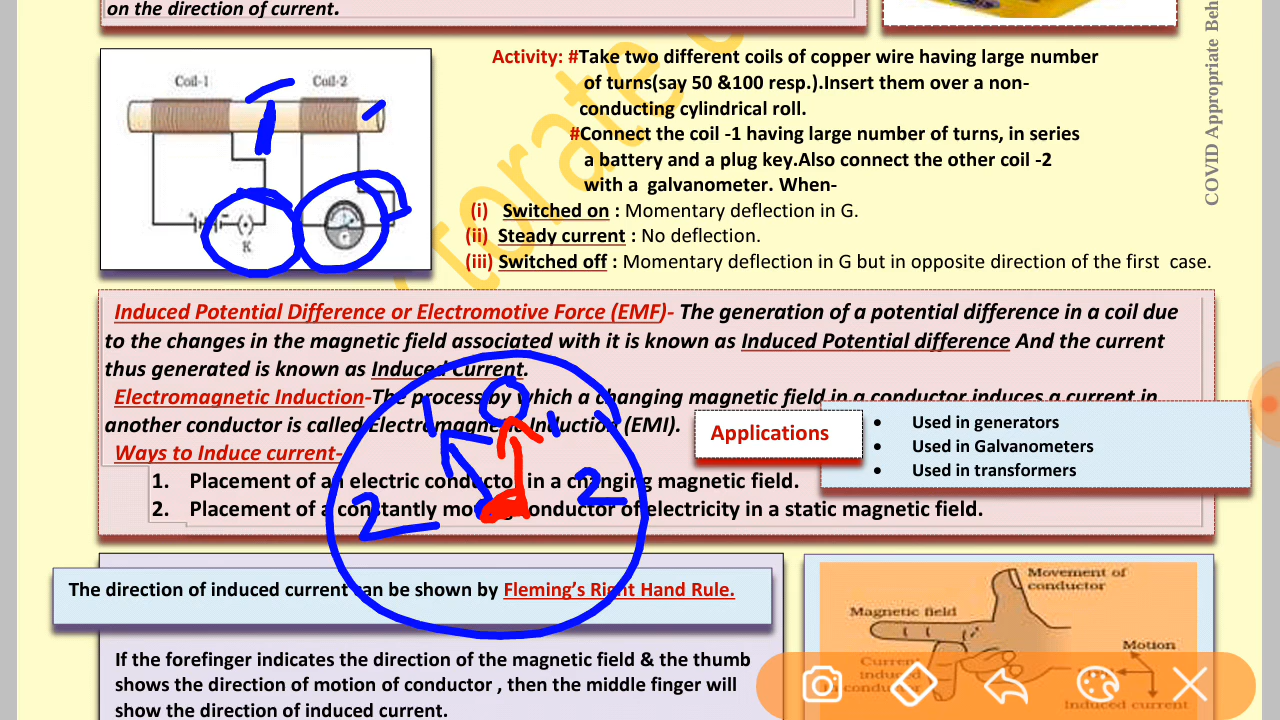 on the direction of current.
COVID Appropriate Beh
Coil-1 Coil-2
K
G
Activity: #Take two different coils of copper wire having large number
of turns(say 50 &100 resp.).Insert them over a non-
conducting cylindrical roll.
#Connect the coil -1 having large number of turns, in series
a battery and a plug key.Also connect the other coil -2
with a galvanometer. When-
(i) Switched on : Momentary deflection in G.
(ii) Steady current : No deflection.
(iii) Switched off : Momentary deflection in G but in opposite direction of the first case.
Induced Potential Difference or Electromotive Force (EMF)- The generation of a potential difference in a coil due
to the changes in the magnetic field associated with it is known as Induced Potential difference And the current
thus generated is known as Induced Current.
Electromagnetic Induction-The process by which a changing magnetic field in a conductor induces a current in
another conductor is called Electromagnetic Induction (EMI).
Ways to Induce current-
1. Placement of an electric conductor in a changing magnetic field.
2. Placement of a constantly moving conductor of electricity in a static magnetic field.
0
1 1
2 2
Applications
• Used in generators
• Used in Galvanometers
• Used in transformers
The direction of induced current can be shown by Fleming's Right Hand Rule.
If the forefinger indicates the direction of the magnetic field & the thumb
shows the direction of motion of conductor , then the middle finger will
show the direction of induced current.
Movement of
conductor
Magnetic field
Current
induced
in conductor
Motion
Induced current